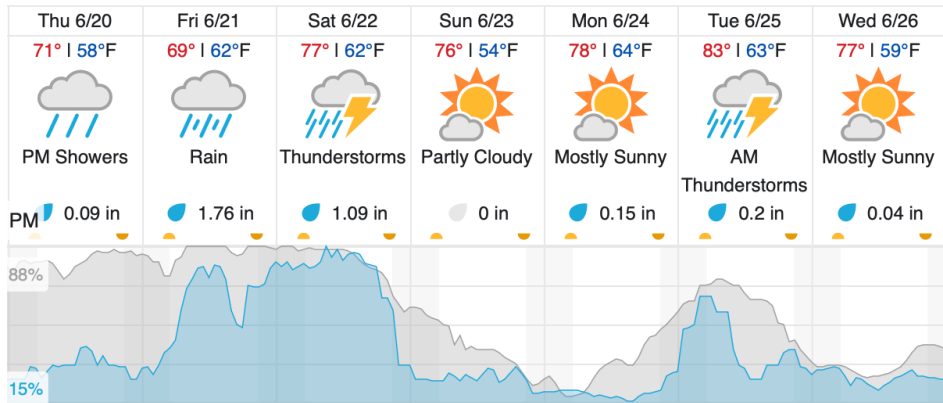 Thu 6/20 Fri 6/21 Sat 6/22 Sun 6/23 Mon 6/24 Tue 6/25 Wed 6/26
71° | 58°F 69° | 62°F 77° | 62°F 76° | 54°F 78° | 64°F 83° | 63°F 77° | 59°F
PM Showers Rain Thunderstorms Partly Cloudy Mostly Sunny AM Mostly Sunny
Thunderstorms
PM 0.09 in 1.76 in 1.09 in 0 in 0.15 in 0.2 in 0.04 in
88%
15%